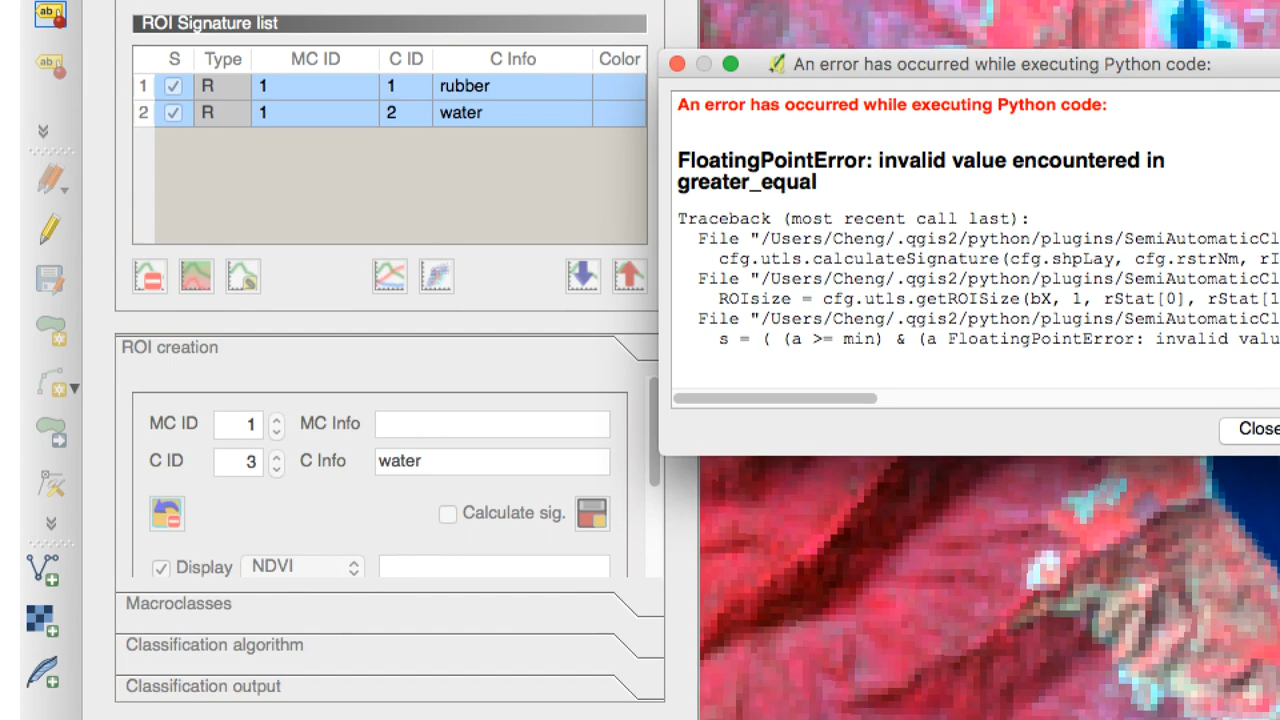 ab
ab
ROI Signature list
S Type MC ID C ID C Info Color
1 R 1 1 rubber
2 R 1 2 water
ROI creation
MC ID 1 MC Info
C ID 3 C Info water
Calculate sig.
Display NDVI
Macroclasses
Classification algorithm
Classification output
An error has occurred while executing Python code:
An error has occurred while executing Python code:
FloatingPointError: invalid value encountered in
greater_equal
Traceback (most recent call last):
File "/Users/Cheng/.qgis2/python/plugins/SemiAutomaticCl
cfg.utls.calculateSignature(cfg.shpLay, cfg.rstrNm, rI
File "/Users/Cheng/.qgis2/python/plugins/SemiAutomaticCl
ROIsize = cfg.utls.getROISize(bX, 1, rStat[0], rStat[1
File "/Users/Cheng/.qgis2/python/plugins/SemiAutomaticCl
s = ( (a >= min) & (a FloatingPointError: invalid valu
Close